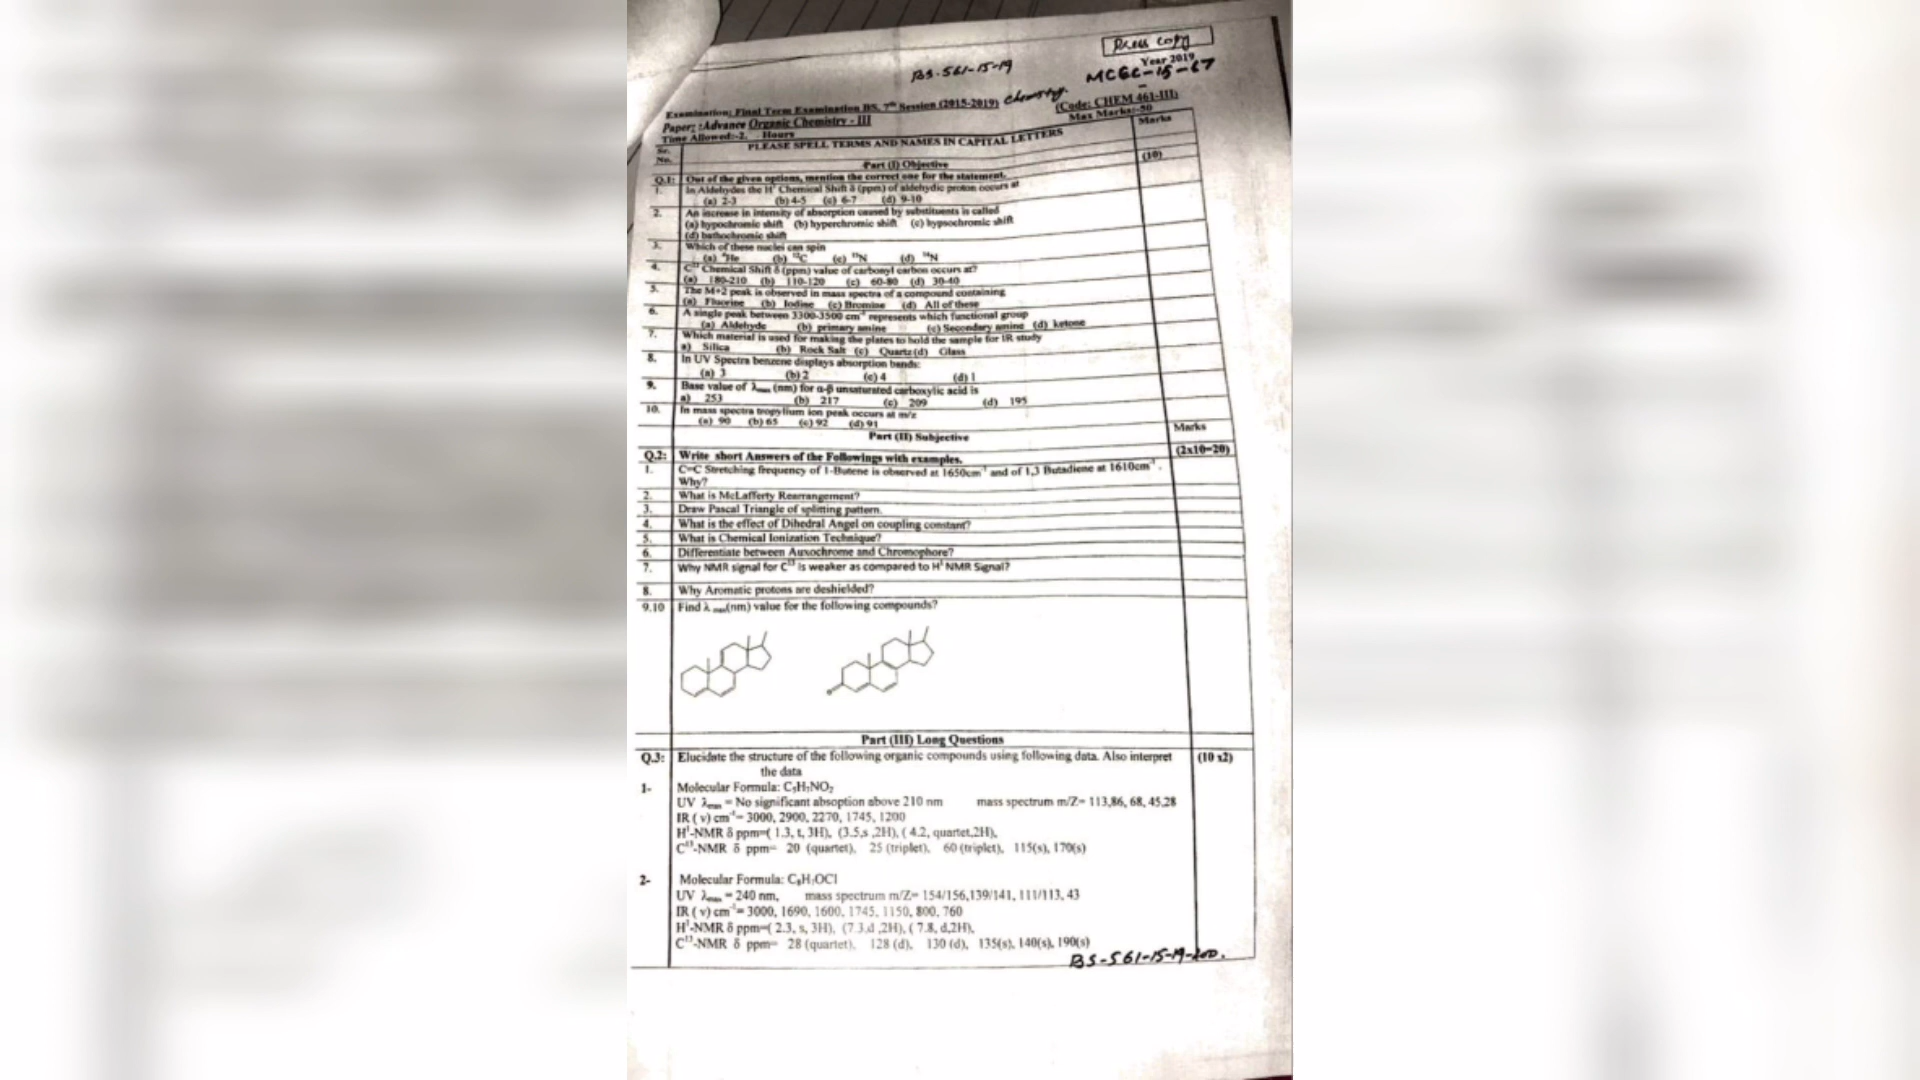 Press Copy
Year 2019
BS-561-15-19
MCGC-15-67
Examination: Final Term Examination BS, 7th Session (2015-2019) Chemistry.
(Code: CHEM 461-III)
Paper: :Advance Organic Chemistry - III
Max Marks:-50
Time Allowed:-2. Hours
Marks
Sr. No.
PLEASE SPELL TERMS AND NAMES IN CAPITAL LETTERS
Part (I) Objective
(10)
Q.1: Out of the given options, mention the correct one for the statement.
1. In Aldehydes the H' Chemical Shift δ (ppm) of aldehydic proton occurs at
(a) 2-3 (b) 4-5 (c) 6-7 (d) 9-10
2. An increase in intensity of absorption caused by substituents is called
(a) hypochromic shift (b) hyperchromic shift (c) hypsochromic shift
(d) bathochromic shift
3. Which of these nuclei can spin
(a) ⁴He (b) ¹²C (c) ¹⁵N (d) ¹⁴N
4. C¹³ Chemical Shift δ (ppm) value of carbonyl carbon occurs at?
(a) 180-210 (b) 110-120 (c) 60-80 (d) 30-40
5. The M+2 peak is observed in mass spectra of a compound containing
(a) Fluorine (b) Iodine (c) Bromine (d) All of these
6. A single peak between 3300-3500 cm⁻¹ represents which functional group
(a) Aldehyde (b) primary amine (c) Secondary amine (d) ketone
7. Which material is used for making the plates to hold the sample for IR study
a) Silica (b) Rock Salt (c) Quartz (d) Glass
8. In UV Spectra benzene displays absorption bands:
(a) 3 (b) 2 (c) 4 (d) 1
9. Base value of λmax (nm) for α-β unsaturated carboxylic acid is
a) 253 (b) 217 (c) 209 (d) 195
10. In mass spectra tropylium ion peak occurs at m/z
(a) 90 (b) 65 (c) 92 (d) 91
Part (II) Subjective
Marks
Q.2: Write short Answers of the Followings with examples.
(2x10=20)
1. C=C Stretching frequency of 1-Butene is observed at 1650cm⁻¹ and of 1,3 Butadiene at 1610cm⁻¹.
Why?
2. What is McLafferty Rearrangement?
3. Draw Pascal Triangle of splitting pattern.
4. What is the effect of Dihedral Angel on coupling constant?
5. What is Chemical Ionization Technique?
6. Differentiate between Auxochrome and Chromophore?
7. Why NMR signal for C¹³ is weaker as compared to H¹ NMR Signal?
8. Why Aromatic protons are deshielded?
9.10 Find λ max(nm) value for the following compounds?
Part (III) Long Questions
Q.3: Elucidate the structure of the following organic compounds using following data. Also interpret
(10 x2)
the data
1- Molecular Formula: C₅H₇NO₂
UV λmax = No significant absoption above 210 nm mass spectrum m/Z= 113,86, 68, 45,28
IR ( ν) cm⁻¹= 3000, 2900, 2270, 1745, 1200
H¹-NMR δ ppm=( 1.3, t, 3H), (3.5,s ,2H), ( 4.2, quartet,2H),
C¹³-NMR δ ppm= 20 (quartet), 25 (triplet), 60 (triplet), 115(s), 170(s)
2- Molecular Formula: C₈H₇OCl
UV λmax = 240 nm, mass spectrum m/Z= 154/156,139/141, 111/113, 43
IR ( ν) cm⁻¹= 3000, 1690, 1600, 1745, 1150, 800, 760
H¹-NMR δ ppm=( 2.3, s, 3H), (7.3,d ,2H), ( 7.8, d,2H),
C¹³-NMR δ ppm= 28 (quartet), 128 (d), 130 (d), 135(s), 140(s), 190(s)
BS-561-15-19-200.